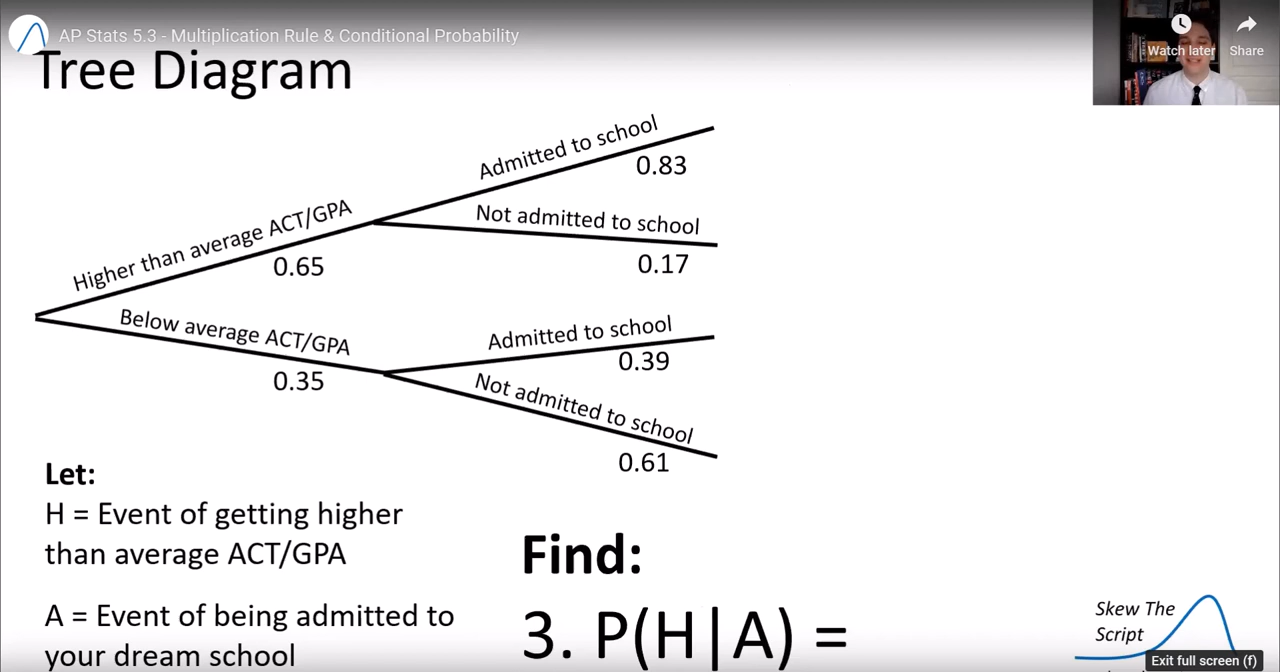 AP Stats 5.3 - Multiplication Rule & Conditional Probability
Watch later
Share
Tree Diagram
Admitted to school
0.83
Not admitted to school
0.17
Higher than average ACT/GPA
0.65
Below average ACT/GPA
0.35
Admitted to school
0.39
Not admitted to school
0.61
Let:
H = Event of getting higher
than average ACT/GPA
A = Event of being admitted to
your dream school
Find:
3. P(H|A) =
Skew The
Script
Exit full screen (f)